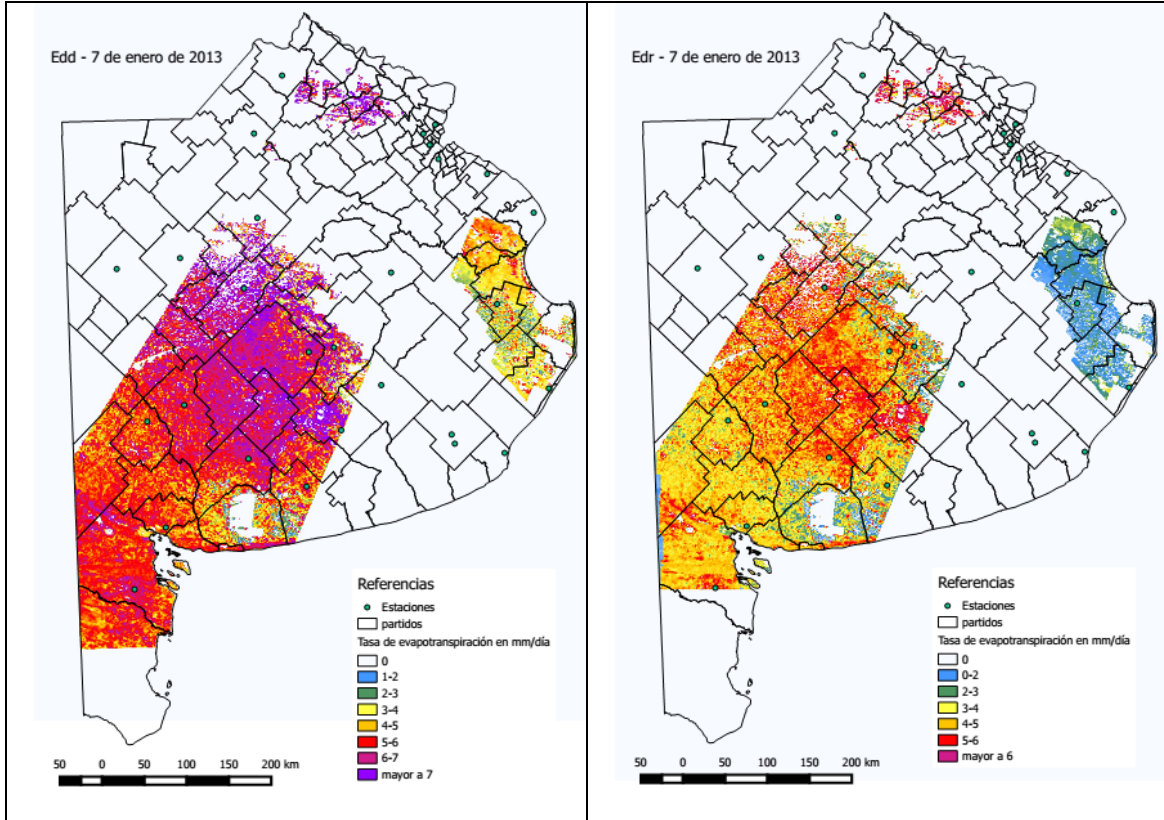 Edd - 7 de enero de 2013
Referencias
Estaciones
partidos
Tasa de evapotranspiración en mm/día
0
1-2
2-3
3-4
4-5
5-6
6-7
mayor a 7
50 0 50 100 150 200 km
Edr - 7 de enero de 2013
Referencias
Estaciones
partidos
Tasa de evapotranspiración en mm/día
0
0-2
2-3
3-4
4-5
5-6
mayor a 6
50 0 50 100 150 200 km